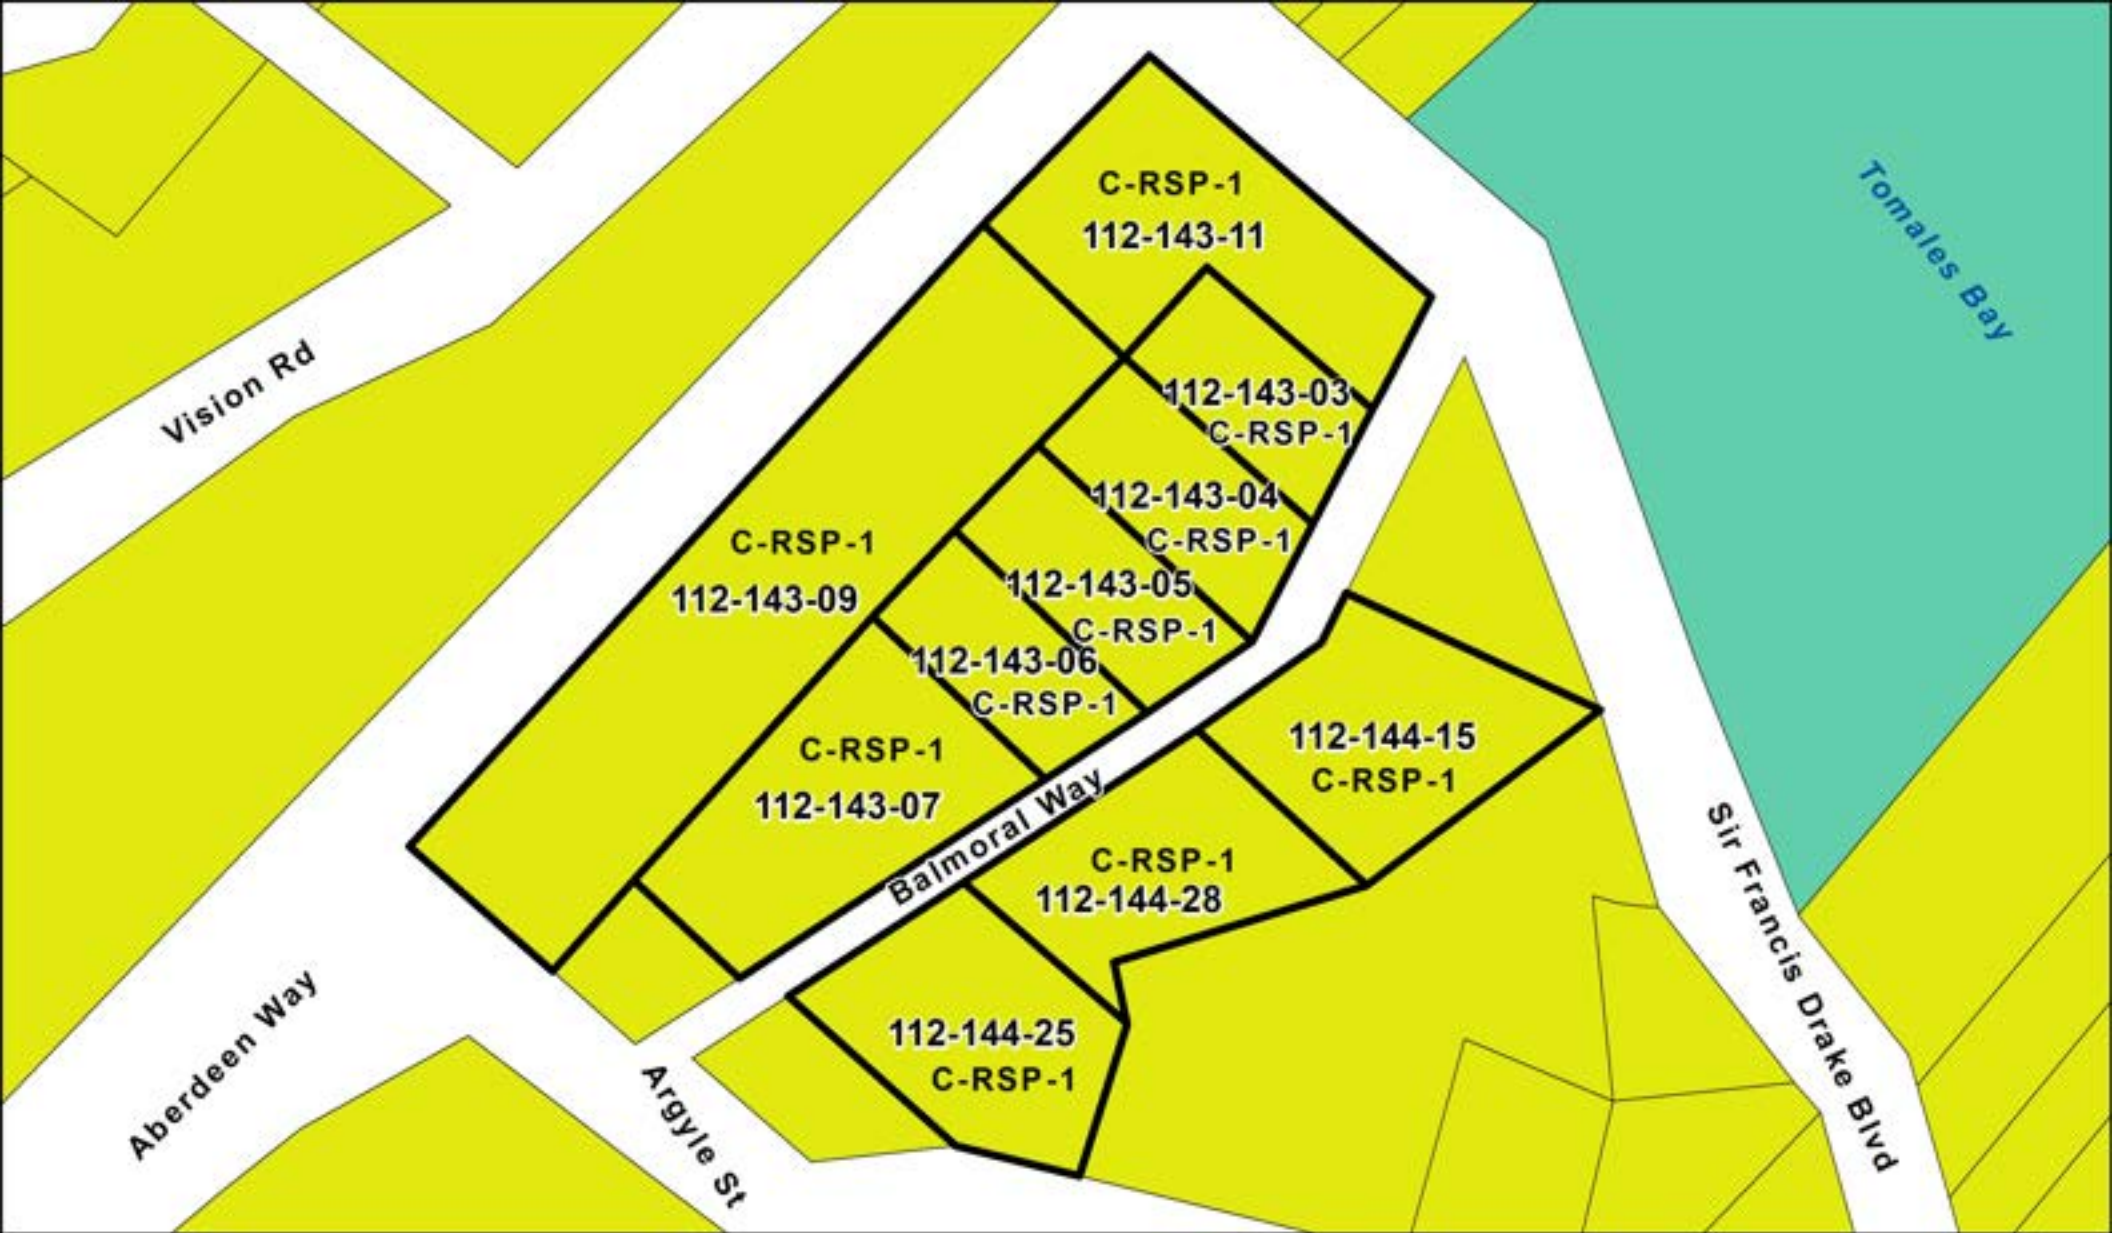 C-RSP-1
112-143-11
Tomales Bay
Vision Rd
112-143-03
C-RSP-1
112-143-04
C-RSP-1
C-RSP-1
112-143-09
112-143-05
C-RSP-1
112-143-06
C-RSP-1
C-RSP-1
112-143-07
112-144-15
C-RSP-1
Balmoral Way
C-RSP-1
112-144-28
Sir Francis Drake Blvd
112-144-25
C-RSP-1
Aberdeen Way
Argyle St